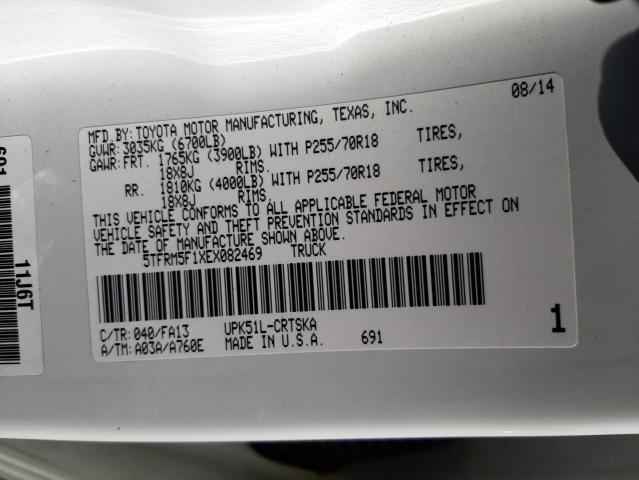 08/14
MFD.BY: TOYOTA MOTOR MANUFACTURING, TEXAS, INC.
GVWR: 3035KG (6700LB)
GAWR: FRT. 1765KG (3900LB) WITH P255/70R18 TIRES,
18X8J RIMS.
RR. 1810KG (4000LB) WITH P255/70R18 TIRES,
18X8J RIMS.
THIS VEHICLE CONFORMS TO ALL APPLICABLE FEDERAL MOTOR
VEHICLE SAFETY AND THEFT PREVENTION STANDARDS IN EFFECT ON
THE DATE OF MANUFACTURE SHOWN ABOVE.
5TFRM5F1XEX082469 TRUCK
C/TR: 040/FA13 UPK51L-CRTSKA
A/TM: A03A/A760E MADE IN U.S.A. 691
1
11J6T